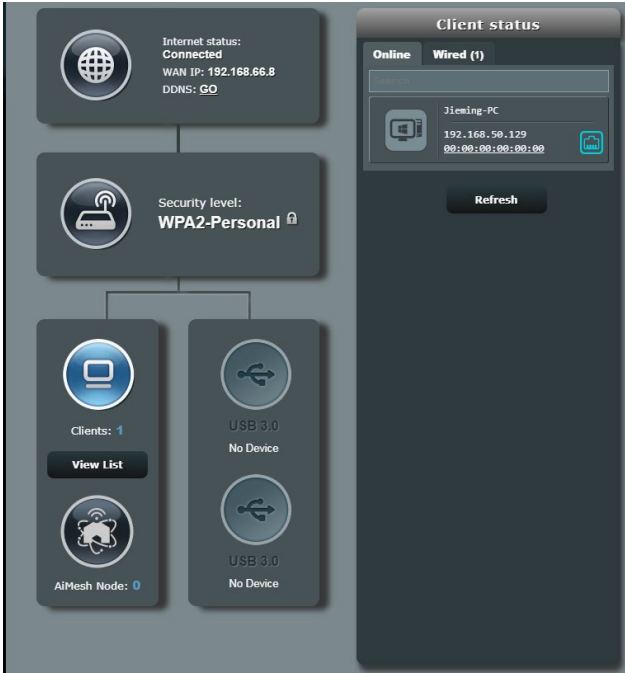 Internet status:
Connected
WAN IP: 192.168.66.8
DDNS: GO
Security level:
WPA2-Personal
Clients: 1
View List
AiMesh Node: 0
USB 3.0
No Device
USB 3.0
No Device
Client status
Online Wired (1)
Search
Jieming-PC
192.168.50.129
00:00:00:00:00:00
Refresh